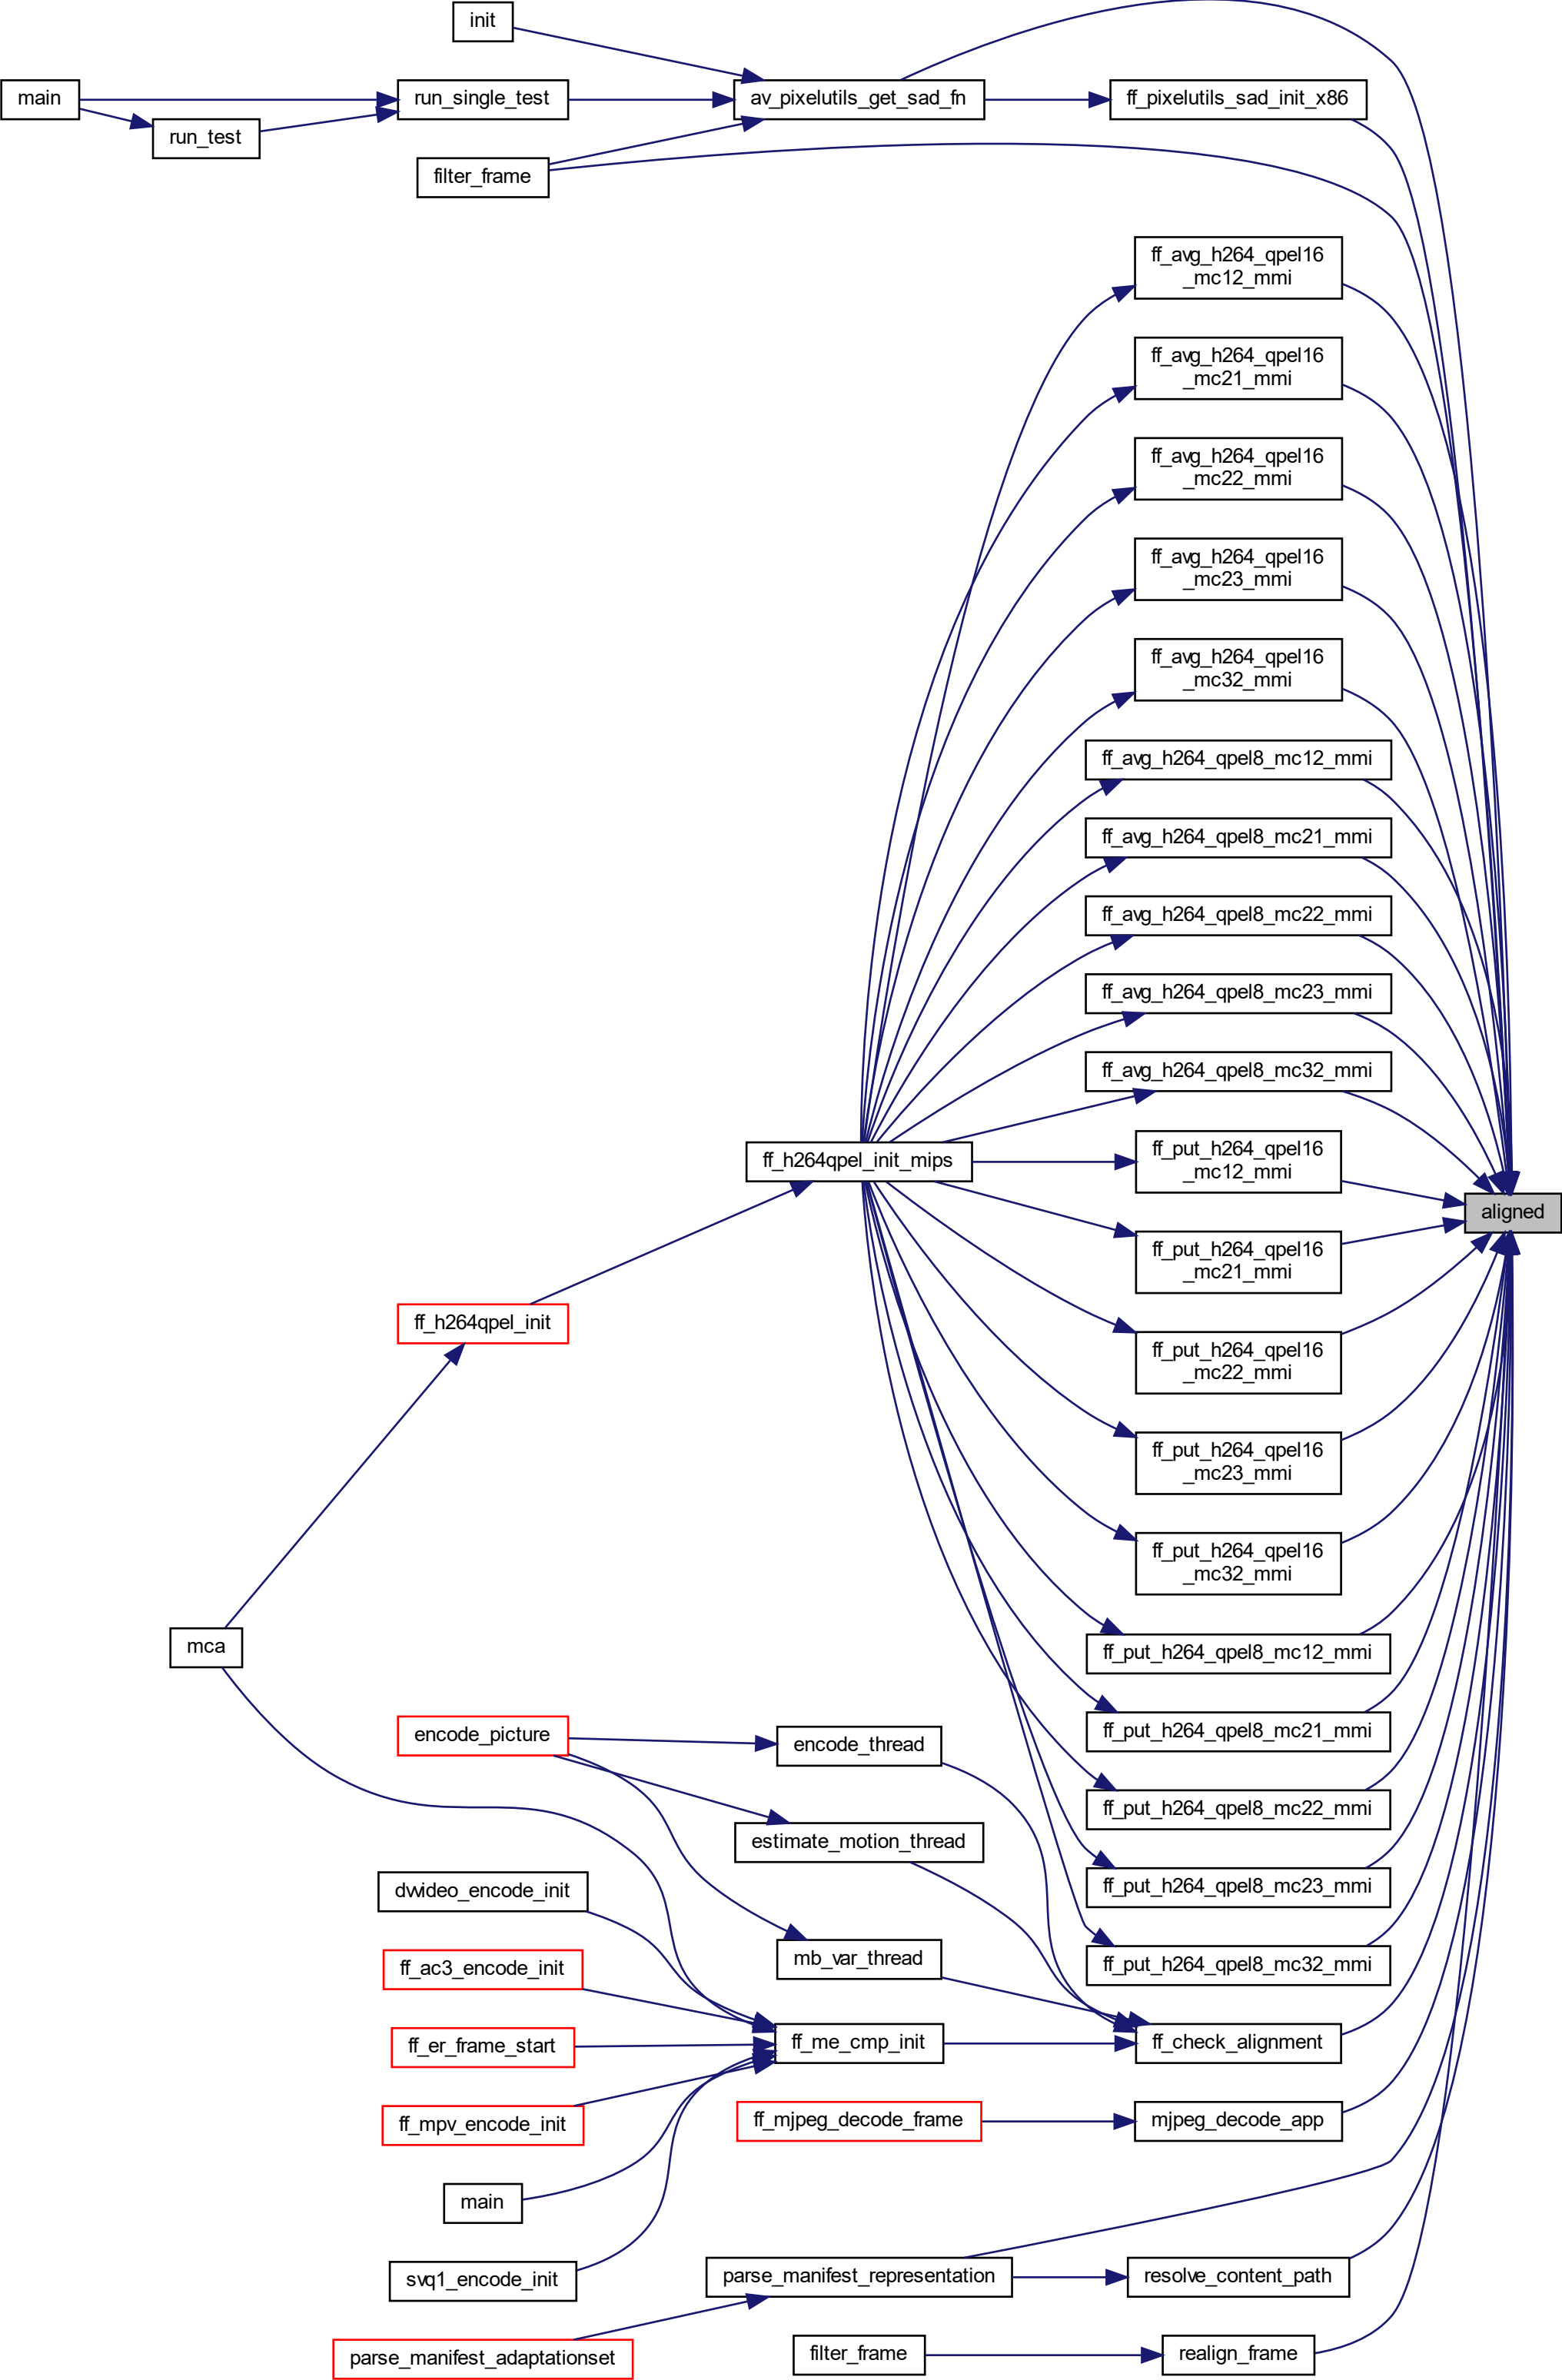 init
main
run_single_test
av_pixelutils_get_sad_fn
ff_pixelutils_sad_init_x86
run_test
filter_frame
ff_avg_h264_qpel16
_mc12_mmi
ff_avg_h264_qpel16
_mc21_mmi
ff_avg_h264_qpel16
_mc22_mmi
ff_avg_h264_qpel16
_mc23_mmi
ff_avg_h264_qpel16
_mc32_mmi
ff_avg_h264_qpel8_mc12_mmi
ff_avg_h264_qpel8_mc21_mmi
ff_avg_h264_qpel8_mc22_mmi
ff_avg_h264_qpel8_mc23_mmi
ff_avg_h264_qpel8_mc32_mmi
ff_h264qpel_init_mips
ff_put_h264_qpel16
_mc12_mmi
aligned
ff_put_h264_qpel16
_mc21_mmi
ff_h264qpel_init
ff_put_h264_qpel16
_mc22_mmi
ff_put_h264_qpel16
_mc23_mmi
ff_put_h264_qpel16
_mc32_mmi
mca
ff_put_h264_qpel8_mc12_mmi
encode_picture
encode_thread
ff_put_h264_qpel8_mc21_mmi
ff_put_h264_qpel8_mc22_mmi
estimate_motion_thread
dvvideo_encode_init
ff_put_h264_qpel8_mc23_mmi
ff_ac3_encode_init
mb_var_thread
ff_put_h264_qpel8_mc32_mmi
ff_er_frame_start
ff_me_cmp_init
ff_check_alignment
ff_mpv_encode_init
ff_mjpeg_decode_frame
mjpeg_decode_app
main
svq1_encode_init
parse_manifest_representation
resolve_content_path
parse_manifest_adaptationset
filter_frame
realign_frame